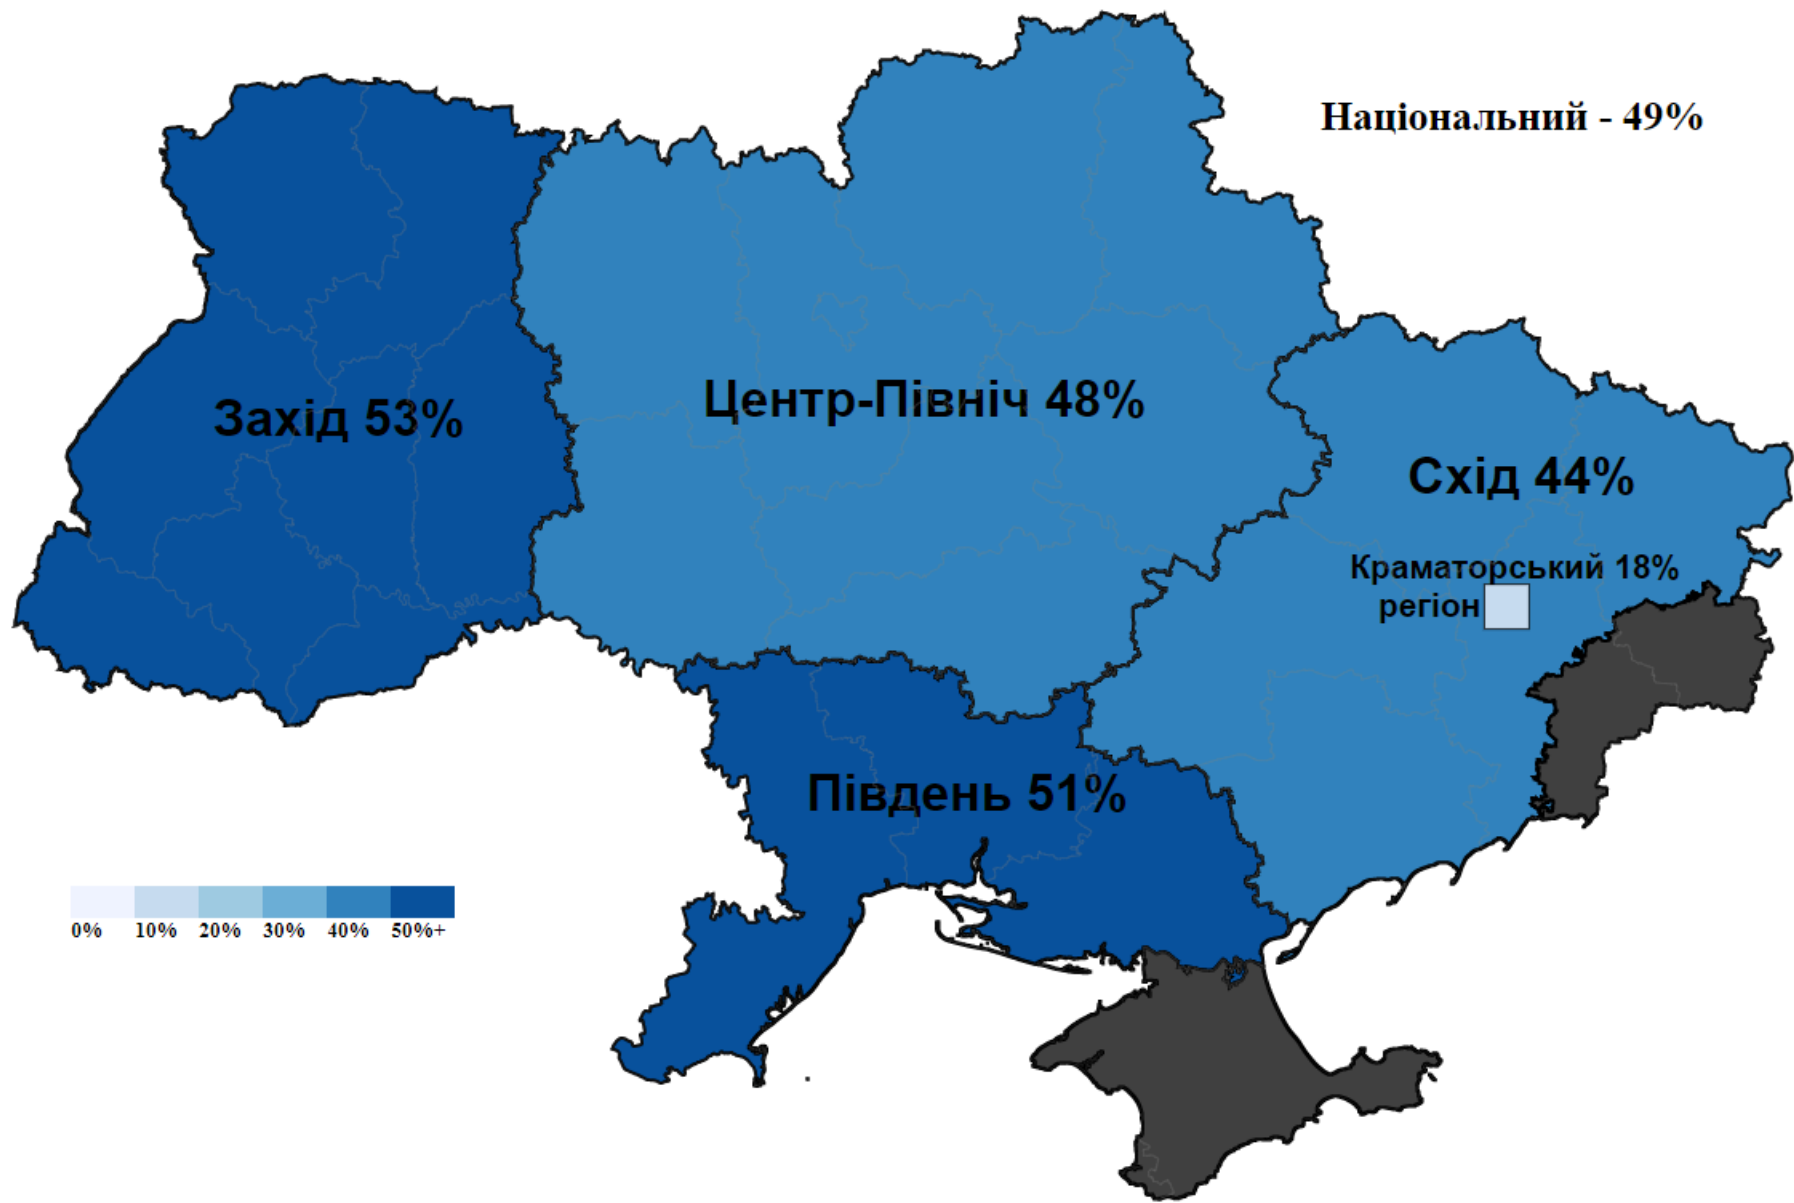 Національний - 49%
Захід 53%
Центр-Північ 48%
Схід 44%
Краматорський 18%
регіон
Південь 51%
0% 10% 20% 30% 40% 50%+